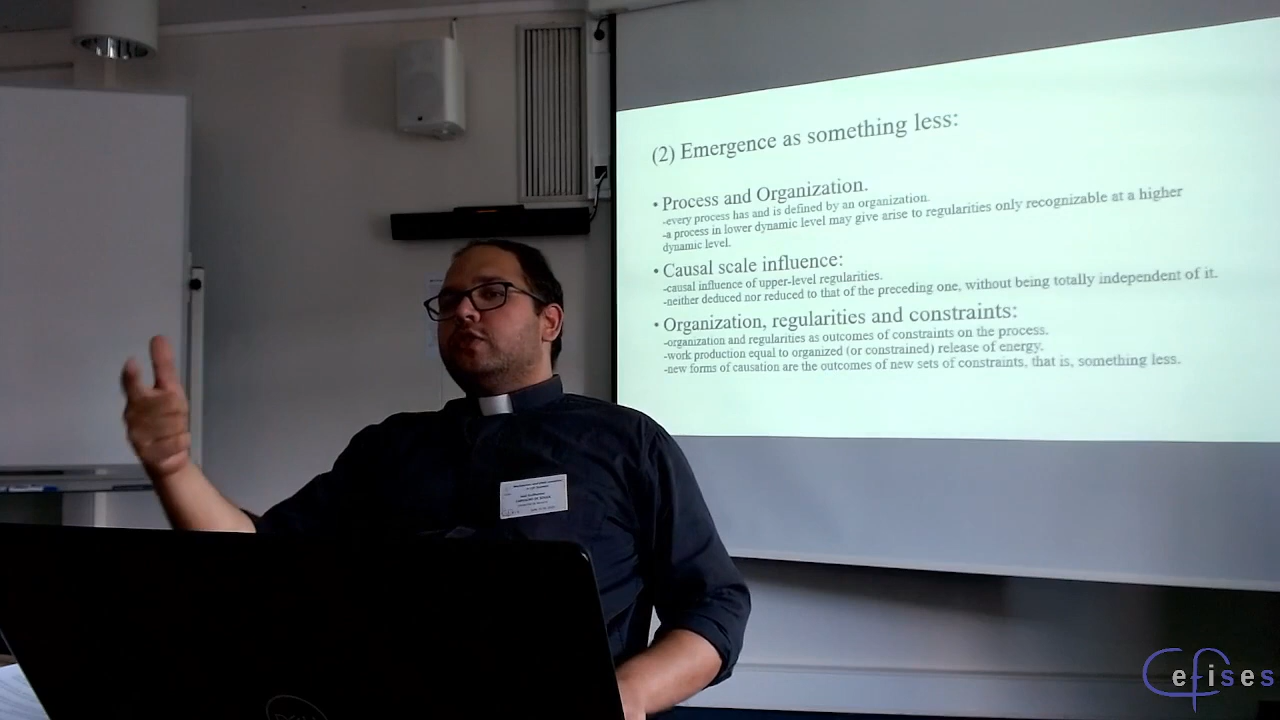 (2) Emergence as something less:
• Process and Organization.
-every process has and is defined by an organization.
-a process in lower dynamic level may give arise to regularities only recognizable at a higher
dynamic level.
• Causal scale influence:
-causal influence of upper-level regularities.
-neither deduced nor reduced to that of the preceding one, without being totally independent of it.
• Organization, regularities and constraints:
-organization and regularities as outcomes of constraints on the process.
-work production equal to organized (or constrained) release of energy.
-new forms of causation are the outcomes of new sets of constraints, that is, something less.
Cefises